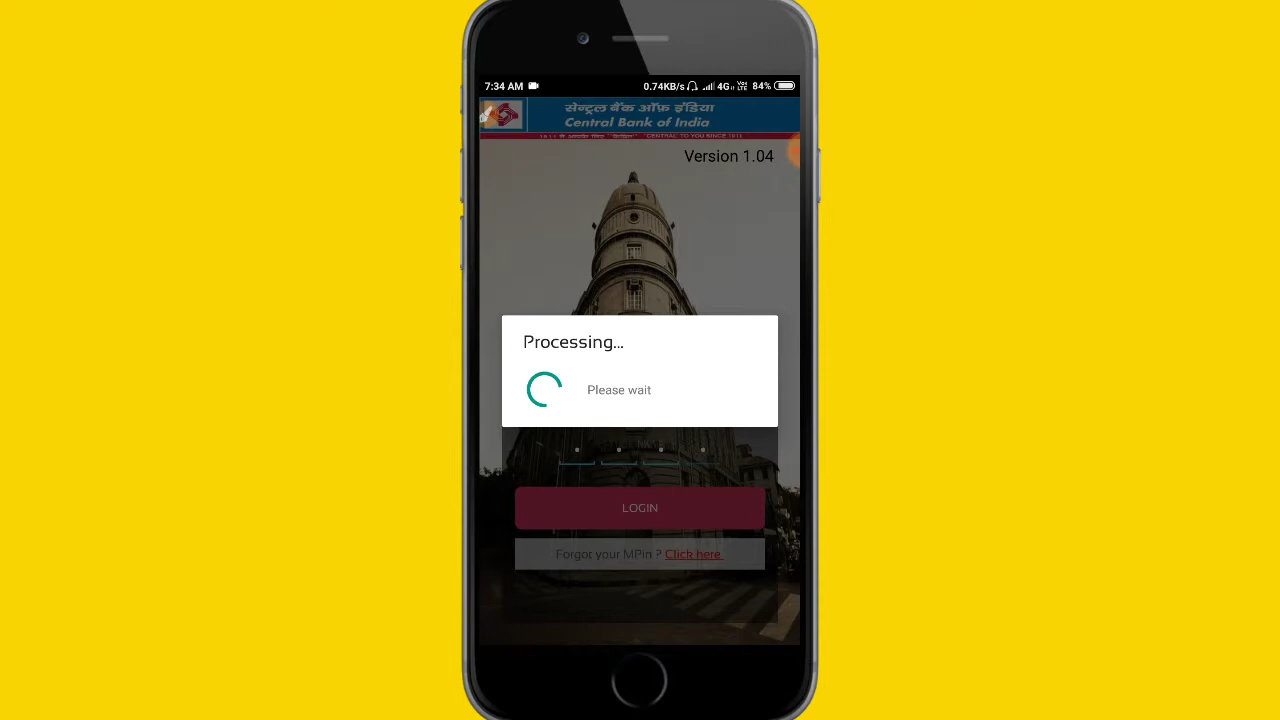 7:34 AM 0.74KB/s 4G 84%
सेन्ट्रल बैंक ऑफ़ इंडिया
Central Bank of India
"CENTRAL" TO YOU SINCE 1911
Version 1.04
Processing...
Please wait
LOGIN
Forgot your MPin ? Click here